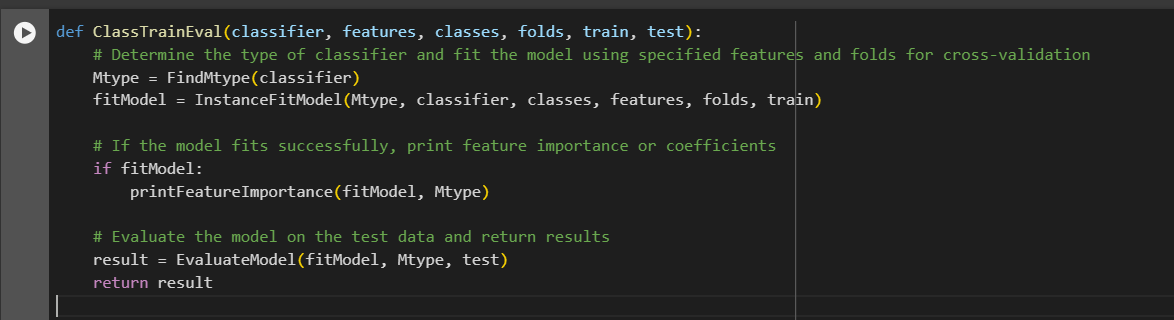 def ClassTrainEval(classifier, features, classes, folds, train, test):
    # Determine the type of classifier and fit the model using specified features and folds for cross-validation
    Mtype = FindMtype(classifier)
    fitModel = InstanceFitModel(Mtype, classifier, classes, features, folds, train)

    # If the model fits successfully, print feature importance or coefficients
    if fitModel:
        printFeatureImportance(fitModel, Mtype)

    # Evaluate the model on the test data and return results
    result = EvaluateModel(fitModel, Mtype, test)
    return result